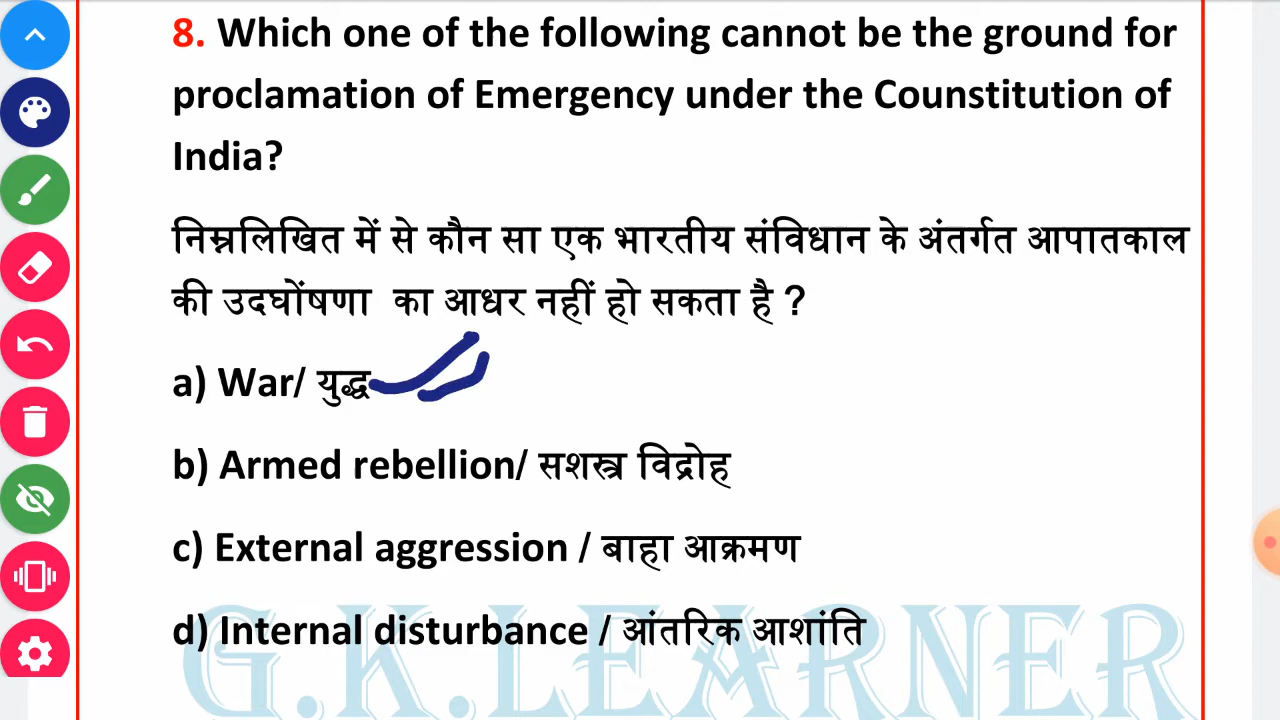 8. Which one of the following cannot be the ground for
proclamation of Emergency under the Counstitution of
India?
निम्नलिखित में से कौन सा एक भारतीय संविधान के अंतर्गत आपातकाल
की उदघोंषणा का आधर नहीं हो सकता है ?
a) War/ युद्ध
b) Armed rebellion/ सशस्त्र विद्रोह
c) External aggression / बाहा आक्रमण
d) Internal disturbance / आंतरिक आशांति
G.K.LEARNER